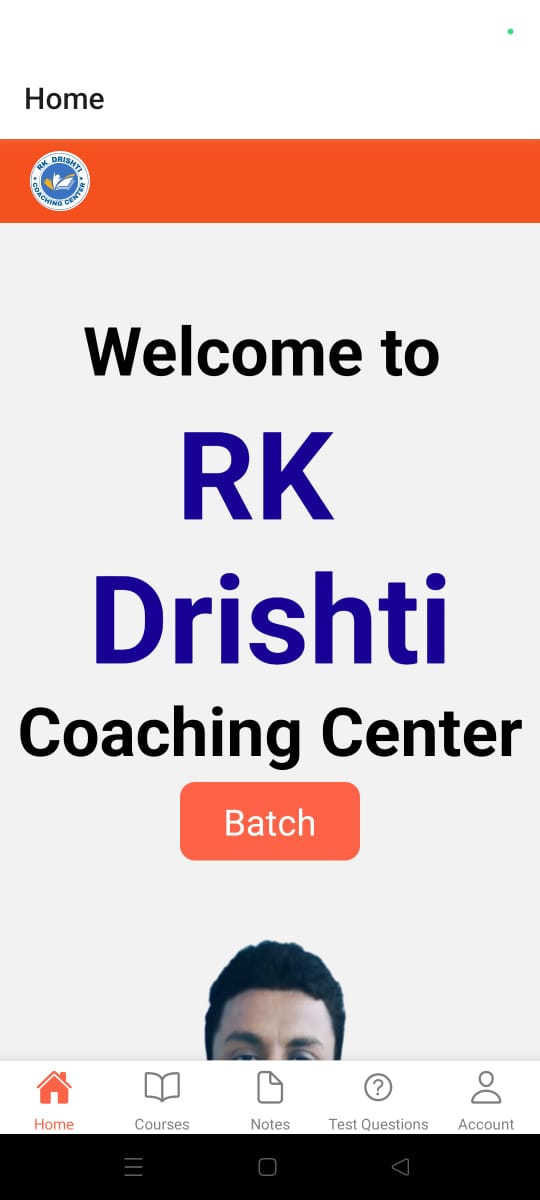 Home
RK DRISHTI
COACHING CENTER
Welcome to
RK
Drishti
Coaching Center
Batch
Home
Courses
Notes
Test Questions
Account